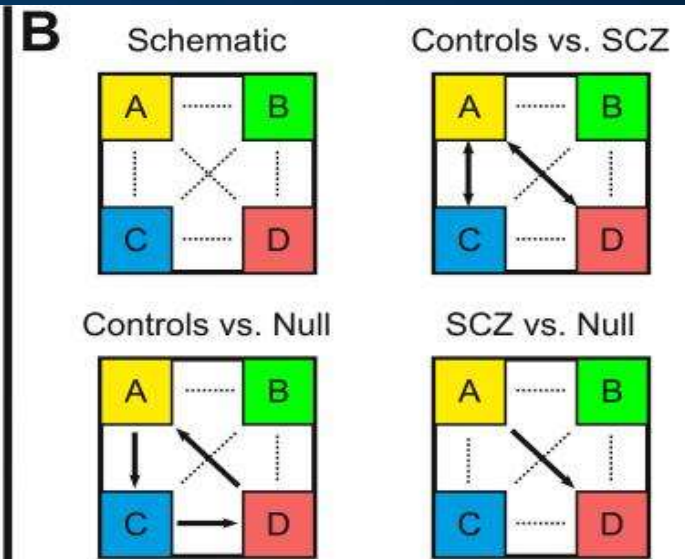 B
Schematic
Controls vs. SCZ
A B
C D
A B
C D
Controls vs. Null
SCZ vs. Null
A B
C D
A B
C D